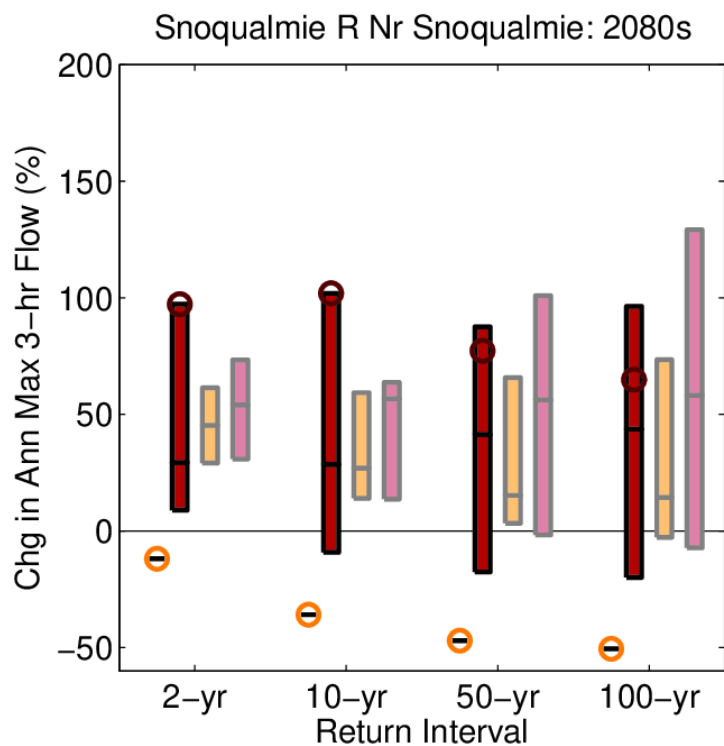 Snoqualmie R Nr Snoqualmie: 2080s
Chg in Ann Max 3−hr Flow (%)
200
150
100
50
0
−50
2−yr 10−yr 50−yr 100−yr
Return Interval